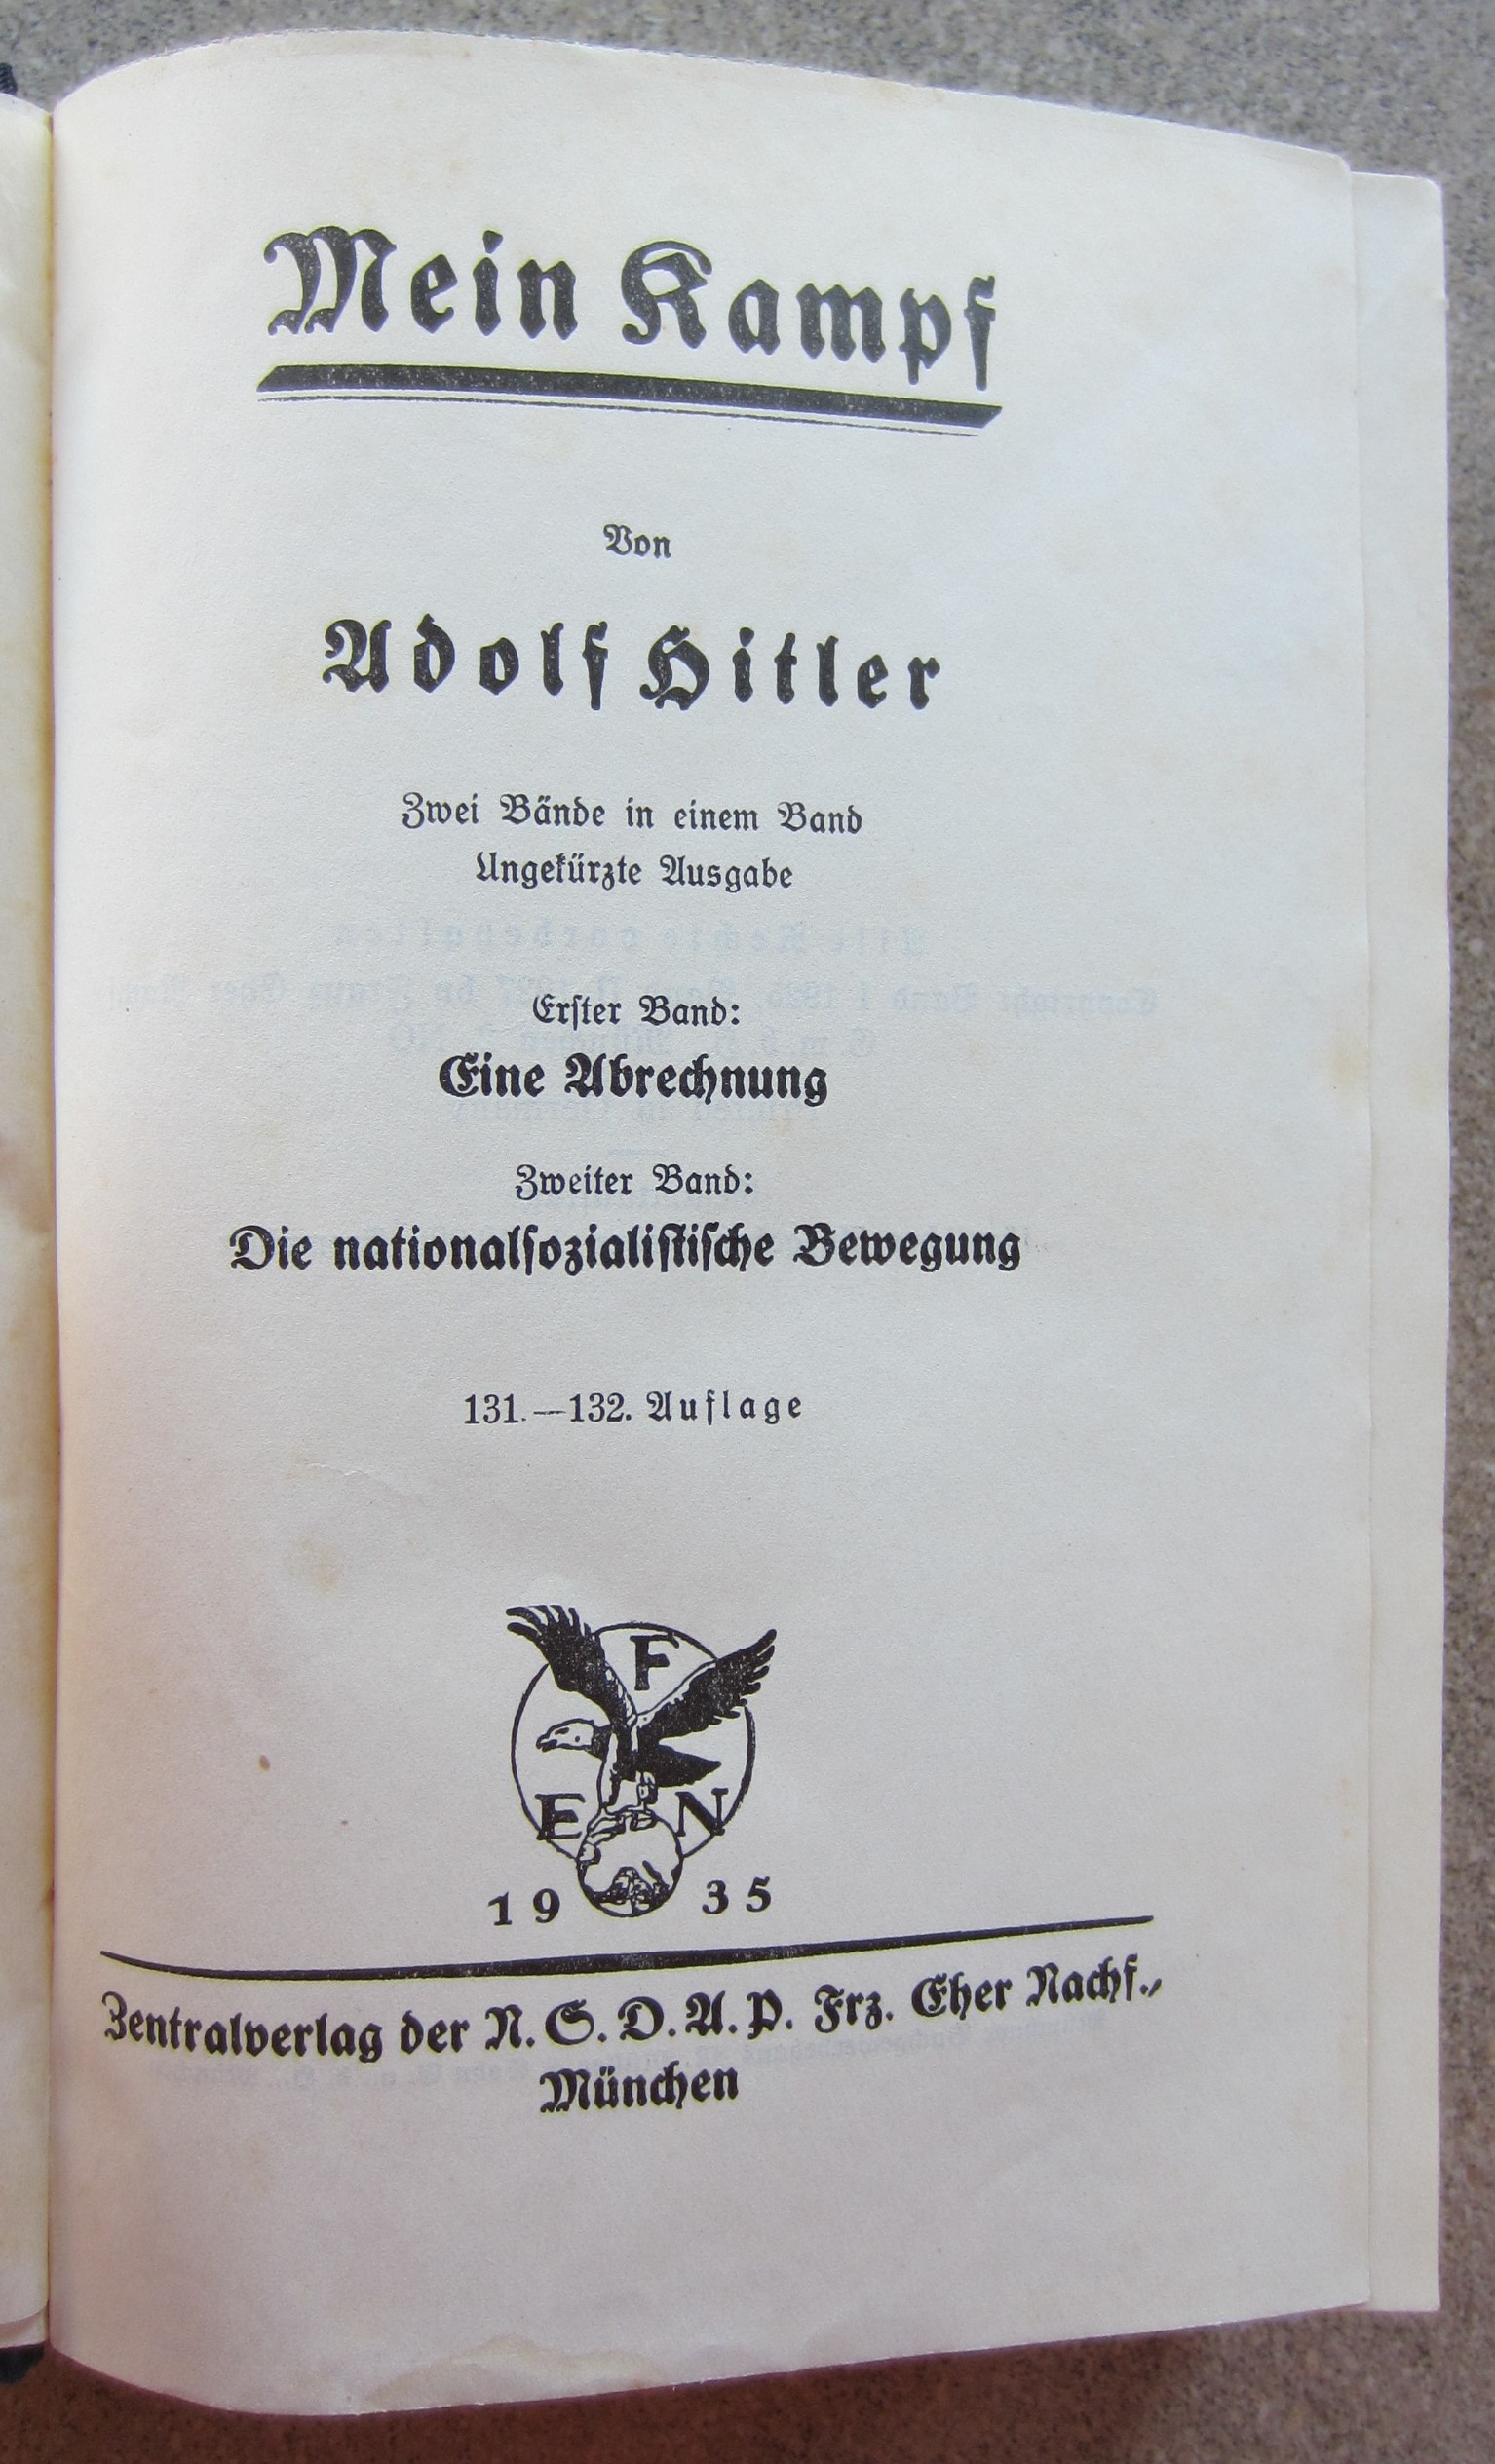 Mein Kampf
Von
Adolf Hitler
Zwei Bände in einem Band
Ungekürzte Ausgabe
Erſter Band:
Eine Abrechnung
Zweiter Band:
Die nationalſozialiſtiſche Bewegung
131.—132. Auflage
F
E N
19 35
Zentralverlag der N. S. D. A. P. Frz. Eher Nachf.,
München